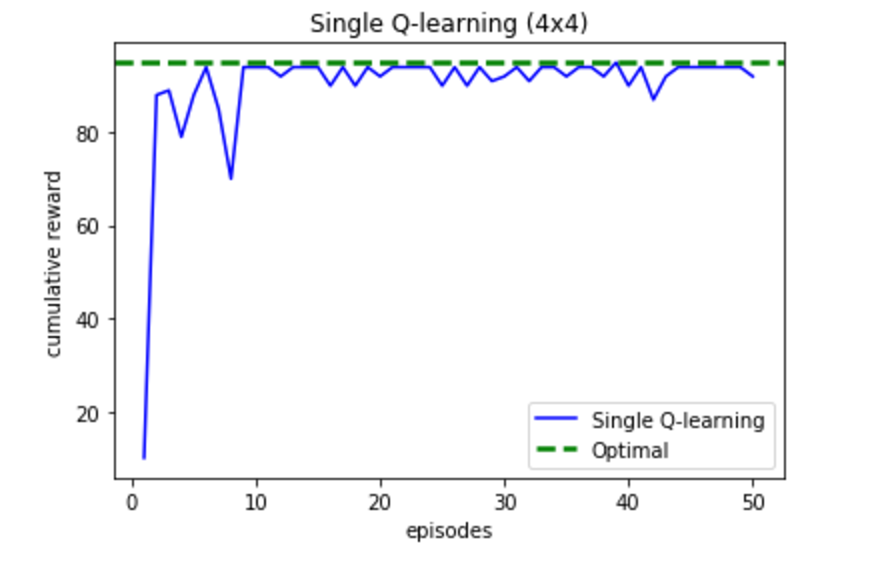 Single Q-learning (4x4)
cumulative reward
80
60
40
20
Single Q-learning
Optimal
0 10 20 30 40 50
episodes